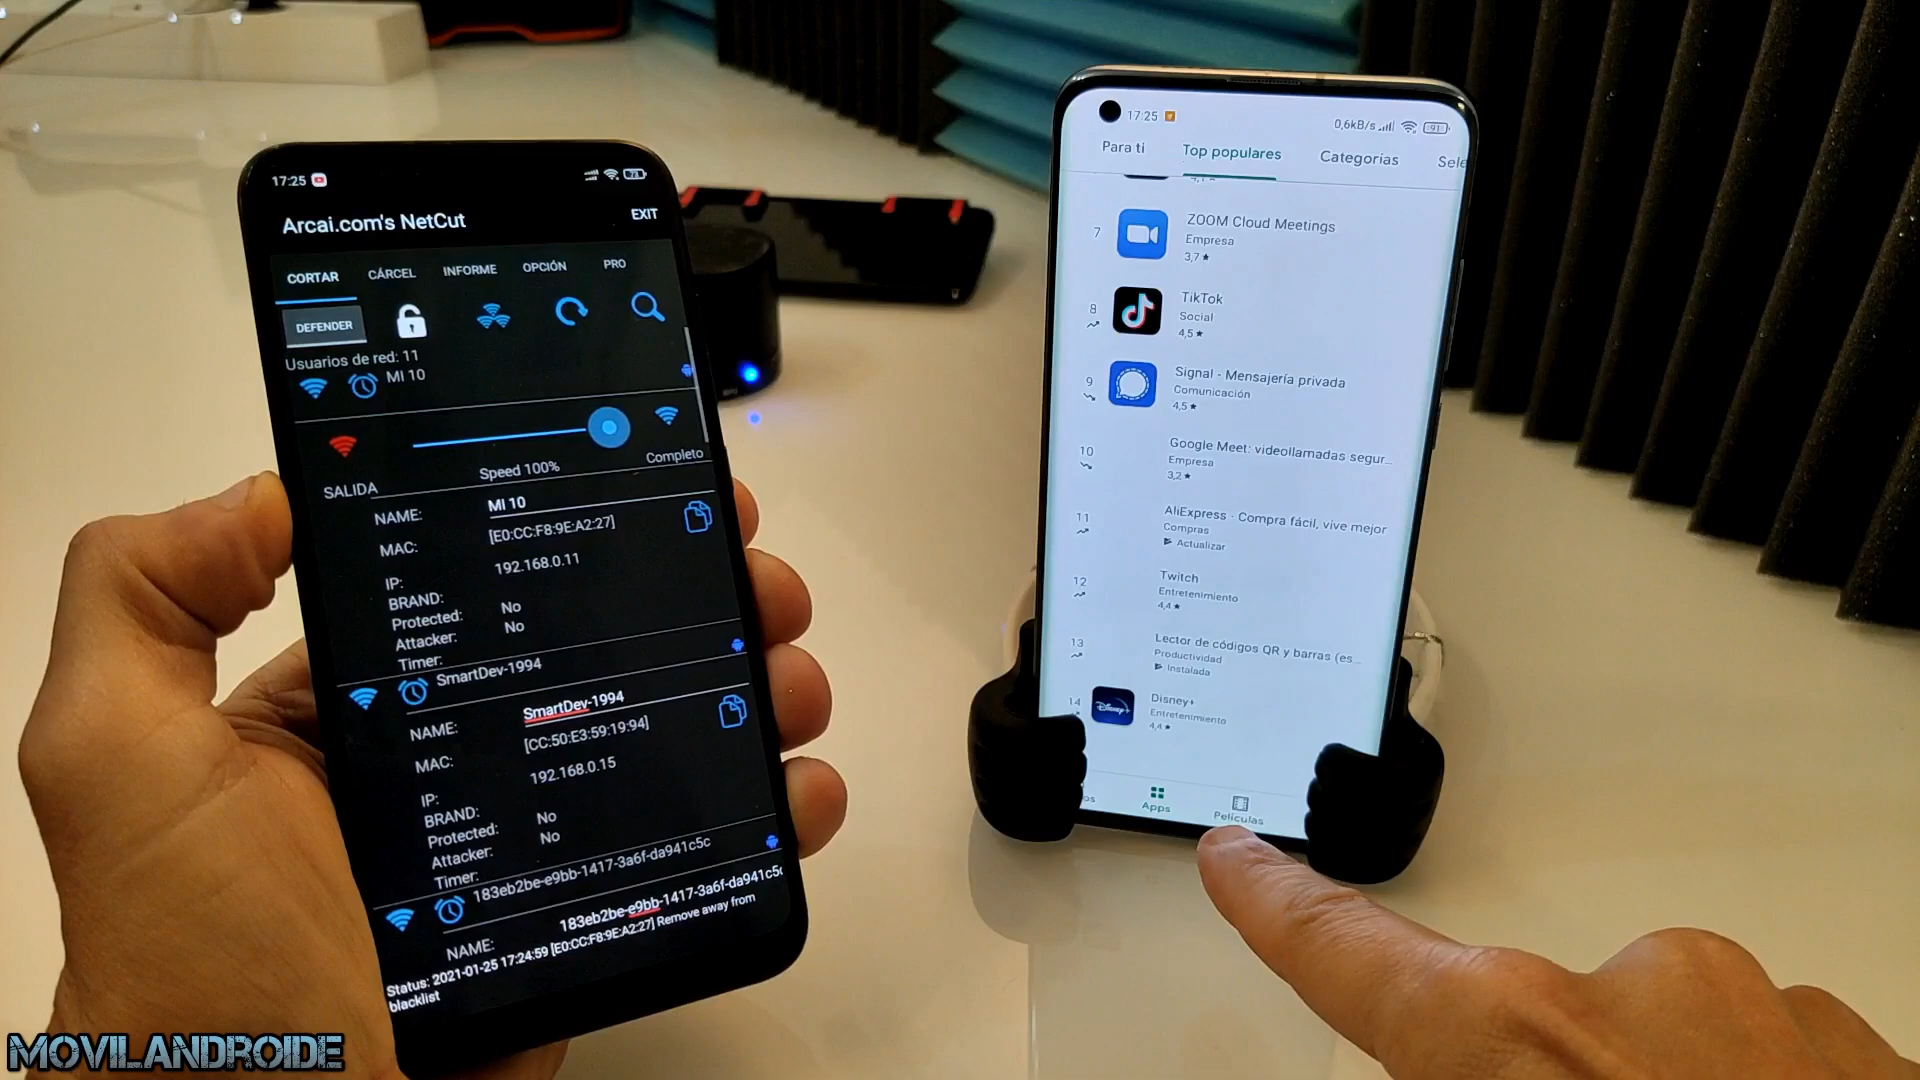 17:25
Arcai.com's NetCut
EXIT
CORTAR
CÁRCEL
INFORME
OPCIÓN
PRO
DEFENDER
Usuarios de red: 11
MI 10
Speed 100%
Completo
SALIDA
NAME:
MI 10
MAC:
[E0:CC:F8:9E:A2:27]
IP:
192.168.0.11
BRAND:
Protected:
No
Attacker:
No
Timer:
SmartDev-1994
NAME:
SmartDev-1994
MAC:
[CC:50:E3:59:19:94]
IP:
192.168.0.15
BRAND:
Protected:
No
Attacker:
No
Timer:
183eb2be-e9bb-1417-3a6f-da941c5c
NAME:
183eb2be-e9bb-1417-3a6f-da941c5c
Status: 2021-01-25 17:24:59 [E0:CC:F8:9E:A2:27] Remove away from
blacklist
17:25
0,6kB/s
91
Para ti
Top populares
Categorías
Sele
7
ZOOM Cloud Meetings
Empresa
3,7 ★
8
TikTok
Social
4,5 ★
9
Signal - Mensajería privada
Comunicación
4,5 ★
10
Google Meet: videollamadas segur...
Empresa
3,2 ★
11
AliExpress - Compra fácil, vive mejor
Compras
Actualizar
12
Twitch
Entretenimiento
4,4 ★
13
Lector de códigos QR y barras (es...
Productividad
Instalada
14
Disney+
Disney+
Entretenimiento
4,4 ★
os
Apps
Películas
MOVILANDROIDE